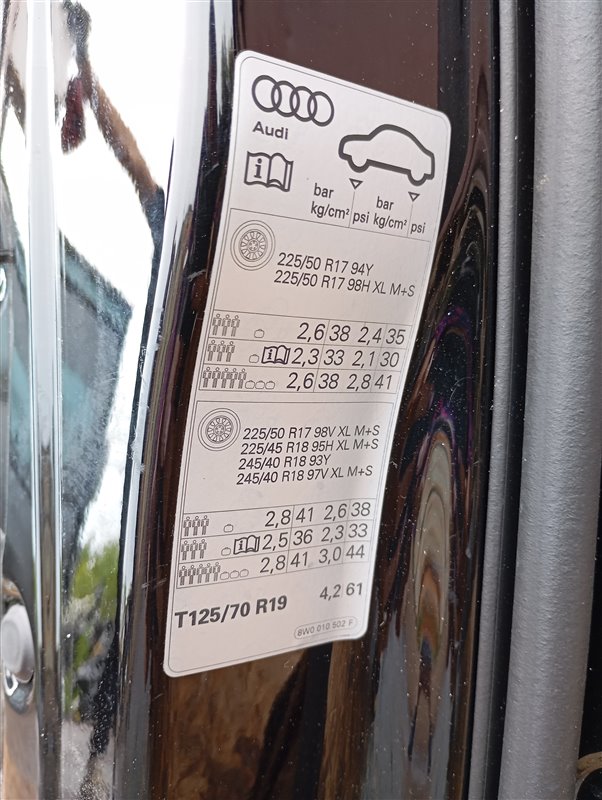 Audi
bar bar
kg/cm² psi kg/cm² psi
225/50 R17 94Y
225/50 R17 98H XL M+S
2,6 38 2,4 35
2,3 33 2,1 30
2,6 38 2,8 41
225/50 R17 98V XL M+S
225/45 R18 95H XL M+S
245/40 R18 93Y
245/40 R18 97V XL M+S
2,8 41 2,6 38
2,5 36 2,3 33
2,8 41 3,0 44
T125/70 R19 4,2 61
8W0 010 502 F